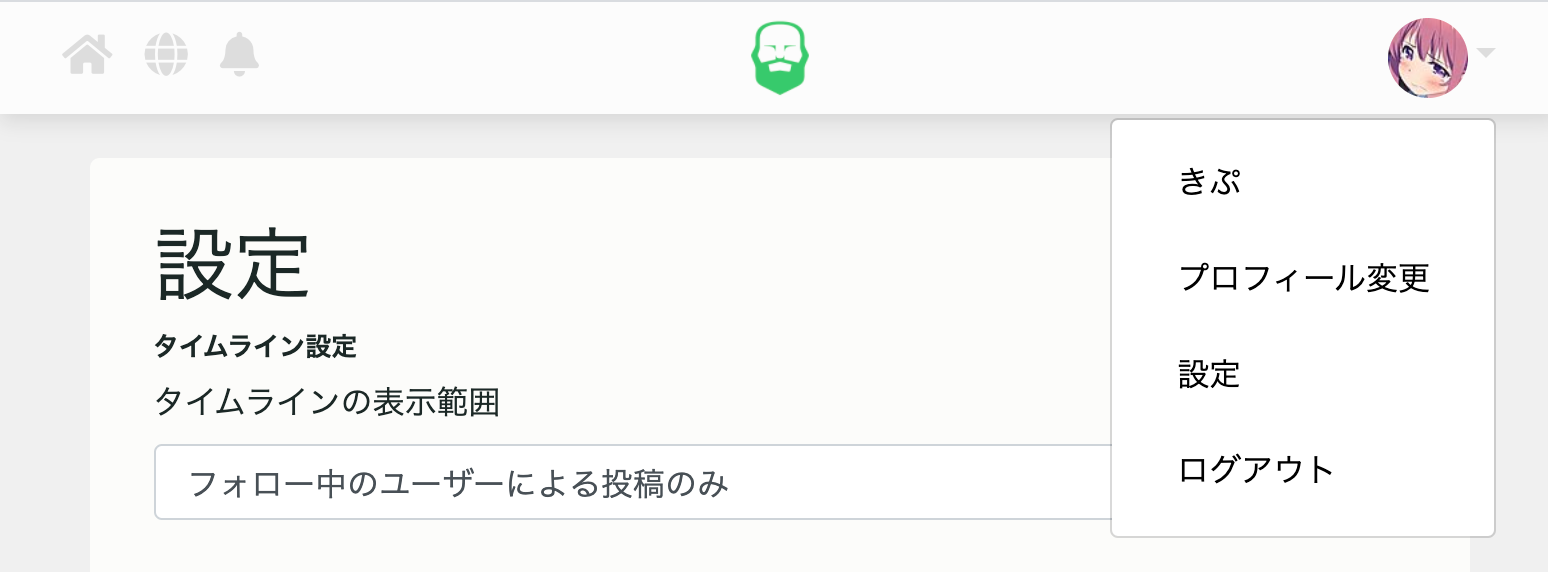 きぷ
プロフィール変更
設定
ログアウト
設定
タイムライン設定
タイムラインの表示範囲
フォロー中のユーザーによる投稿のみ